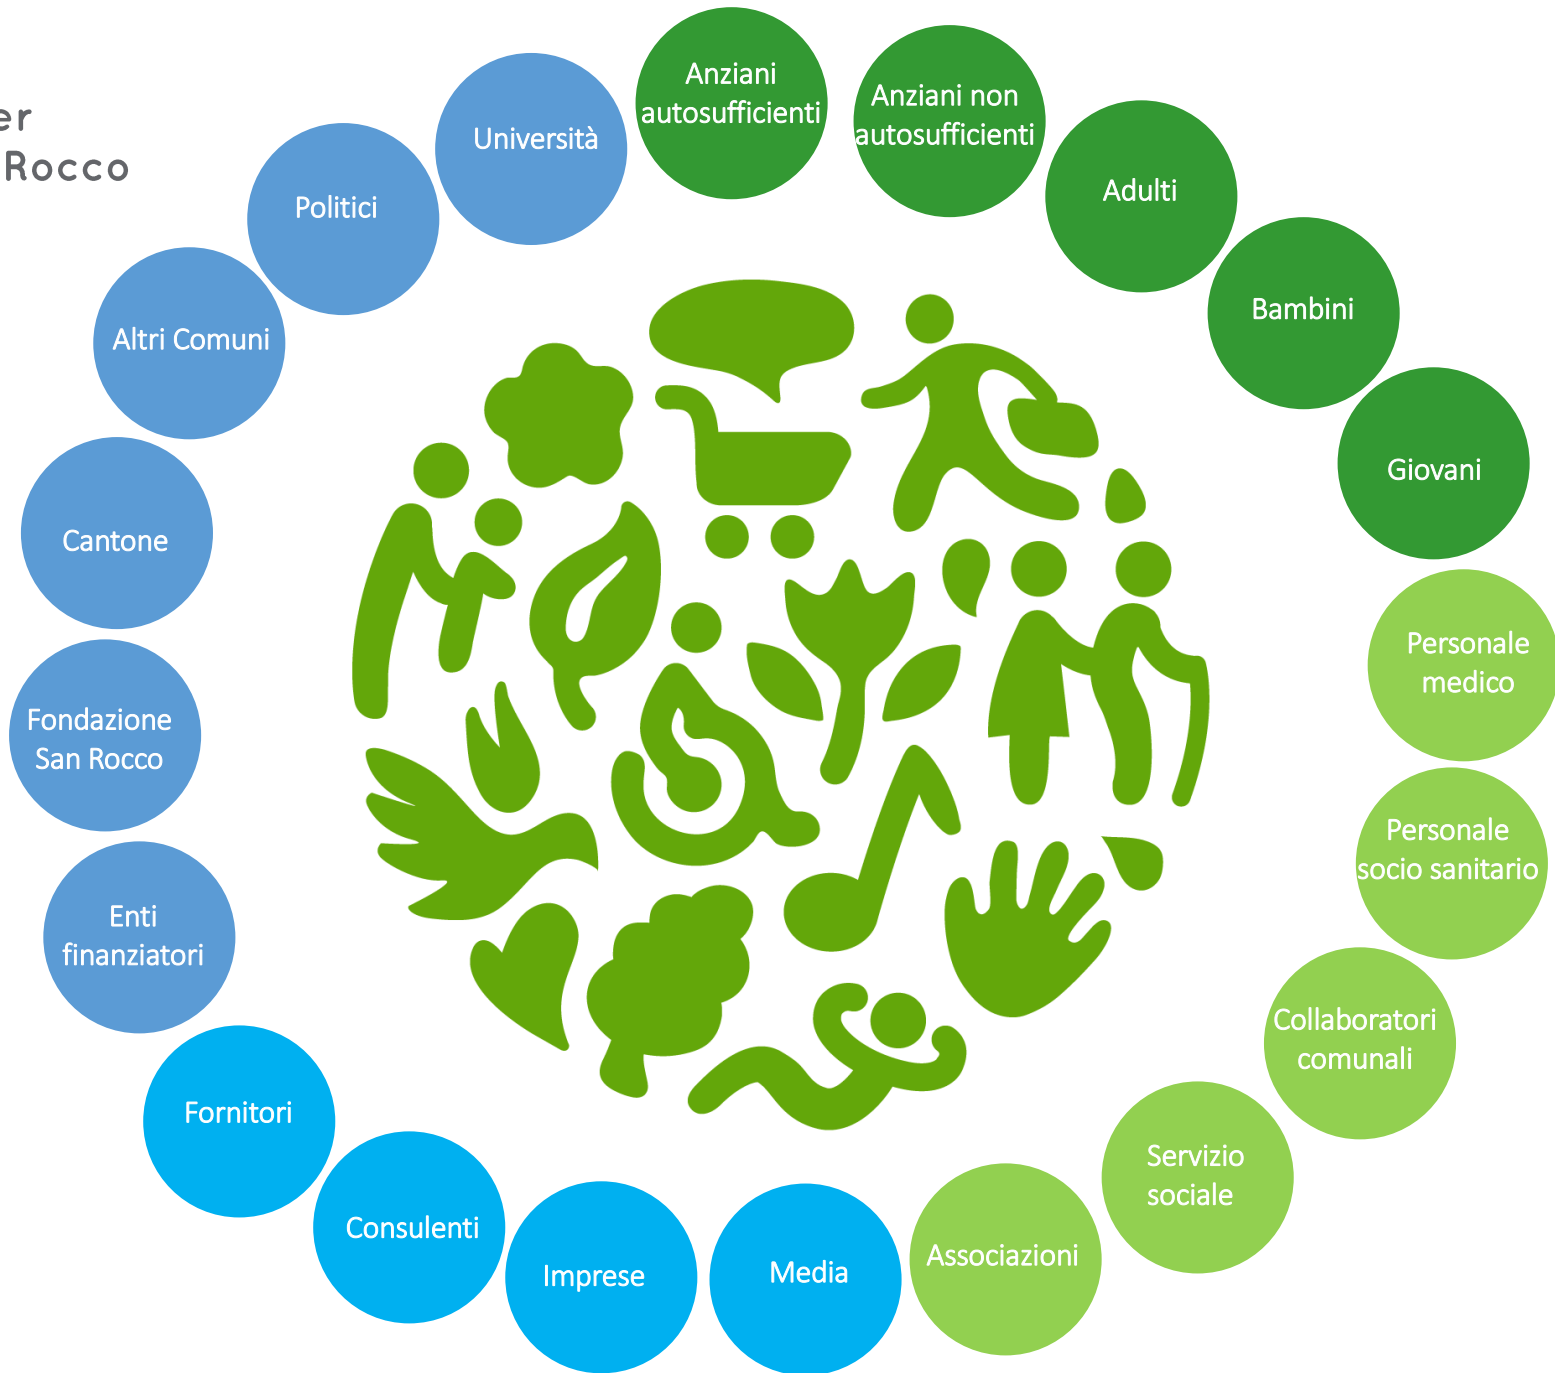 er
Rocco
Anziani
autosufficienti
Anziani non
autosufficienti
Adulti
Bambini
Giovani
Personale
medico
Personale
socio sanitario
Collaboratori
comunali
Servizio
sociale
Associazioni
Media
Imprese
Consulenti
Fornitori
Enti
finanziatori
Fondazione
San Rocco
Cantone
Altri Comuni
Politici
Università